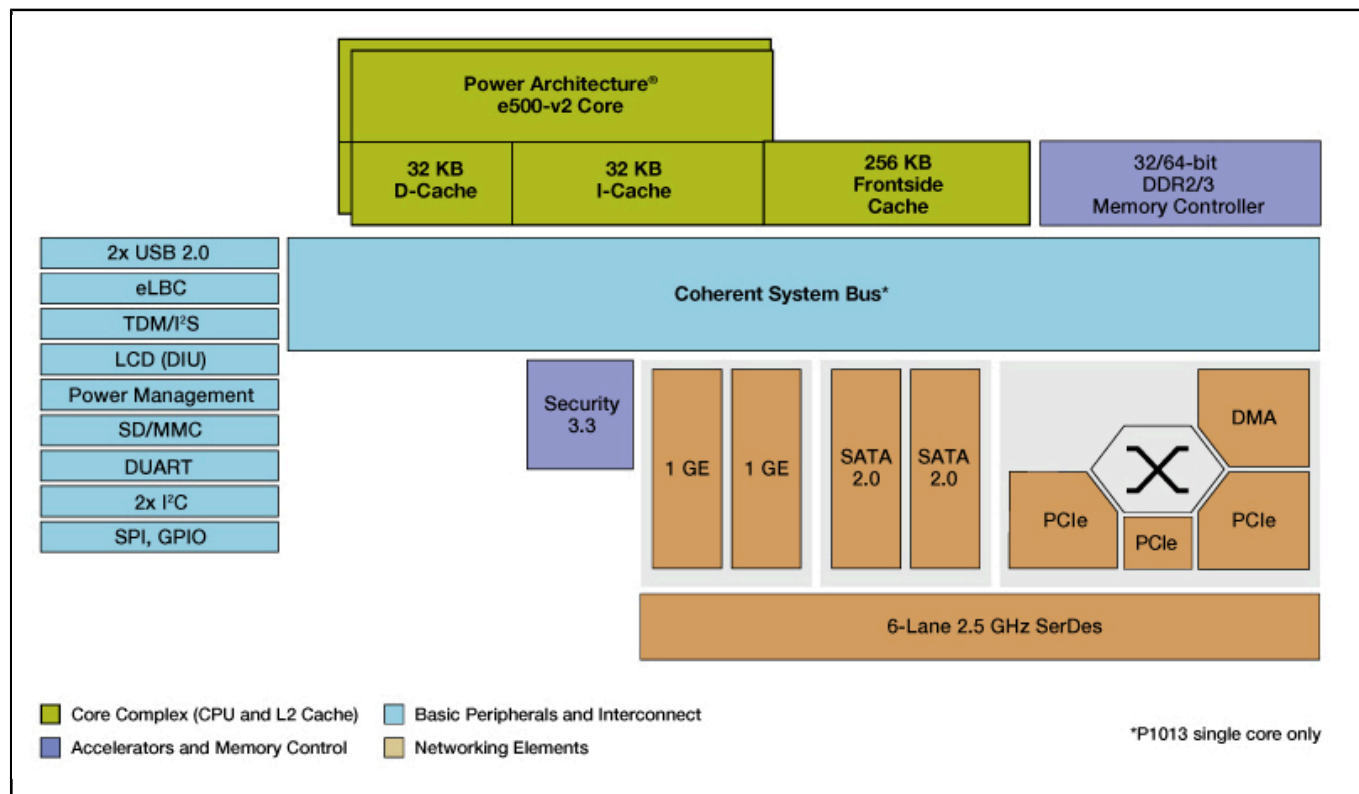 Power Architecture®
e500-v2 Core
32 KB
D-Cache
32 KB
I-Cache
256 KB
Frontside
Cache
32/64-bit
DDR2/3
Memory Controller
2x USB 2.0
eLBC
TDM/I²S
LCD (DIU)
Power Management
SD/MMC
DUART
2x I²C
SPI, GPIO
Coherent System Bus*
Security
3.3
1 GE
1 GE
SATA
2.0
SATA
2.0
DMA
PCIe
PCIe
PCIe
6-Lane 2.5 GHz SerDes
Core Complex (CPU and L2 Cache)
Basic Peripherals and Interconnect
Accelerators and Memory Control
Networking Elements
*P1013 single core only